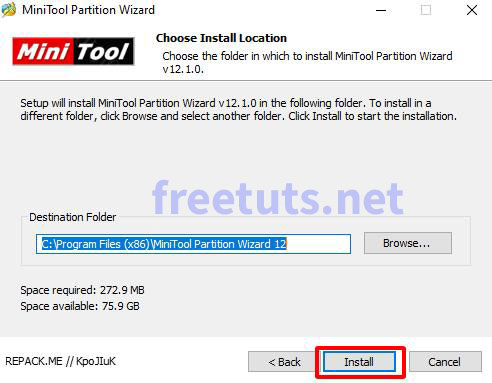 MiniTool Partition Wizard
Mini Tool
Choose Install Location
Choose the folder in which to install MiniTool Partition Wizard
v12.1.0.
Setup will install MiniTool Partition Wizard v12.1.0 in the following folder. To install in a
different folder, click Browse and select another folder. Click Install to start the installation.
freetuts.net
Destination Folder
C:\Program Files (x86)\MiniTool Partition Wizard 12
Browse...
Space required: 272.9 MB
Space available: 75.9 GB
REPACK.ME // KpoJIuK
< Back
Install
Cancel